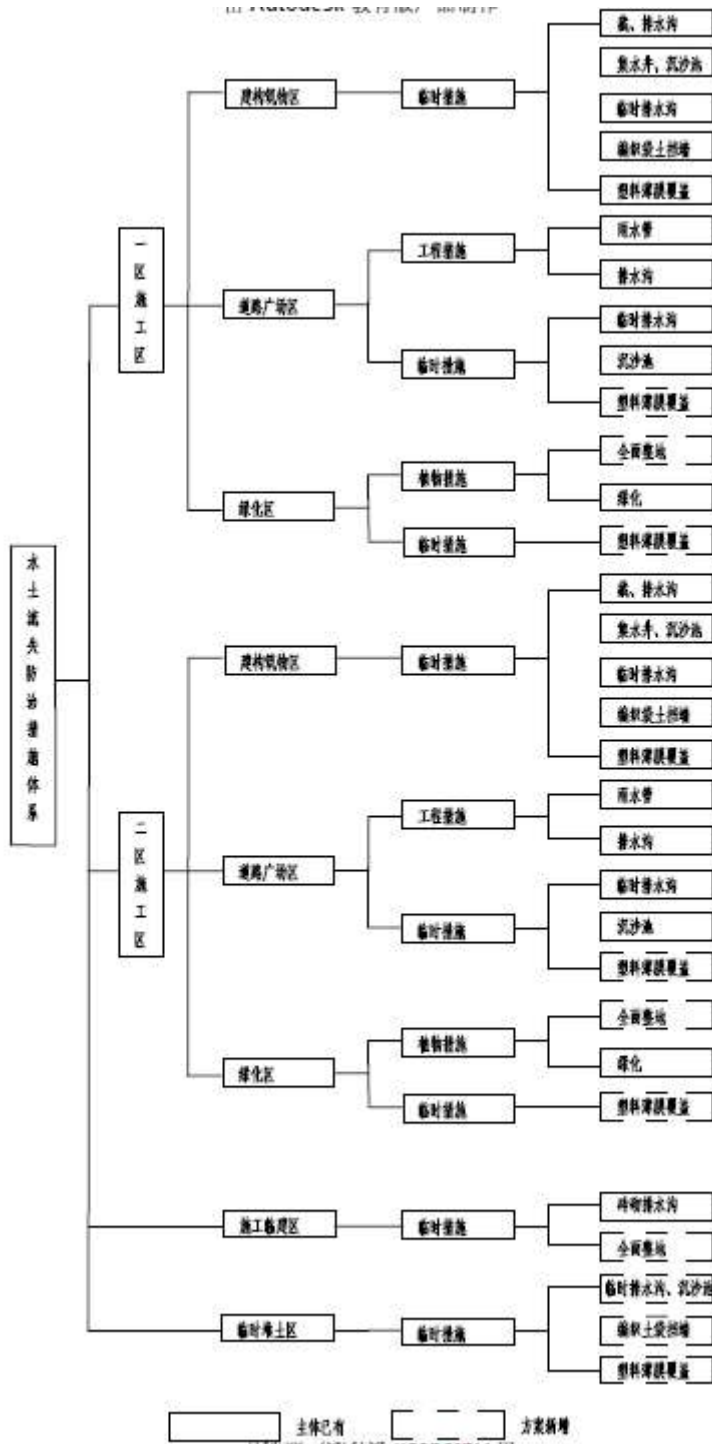 由 Autodesk 教育版产品制作
截、排水沟
集水井、沉沙池
建构筑物区
临时措施
临时排水沟
编织袋土挡墙
塑料薄膜覆盖
一区施工区
雨水管
工程措施
排水沟
道路广场区
临时排水沟
临时措施
沉沙池
塑料薄膜覆盖
全面整地
植物措施
绿化
绿化区
临时措施
塑料薄膜覆盖
水土流失防治措施体系
截、排水沟
集水井、沉沙池
建构筑物区
临时措施
临时排水沟
编织袋土挡墙
塑料薄膜覆盖
二区施工区
雨水管
工程措施
排水沟
道路广场区
临时排水沟
临时措施
沉沙池
塑料薄膜覆盖
全面整地
植物措施
绿化
绿化区
临时措施
塑料薄膜覆盖
施工临建区
临时措施
砖砌排水沟
全面整地
临时堆土区
临时措施
临时排水沟、沉沙池
编织土袋挡墙
塑料薄膜覆盖
主体已有
方案新增